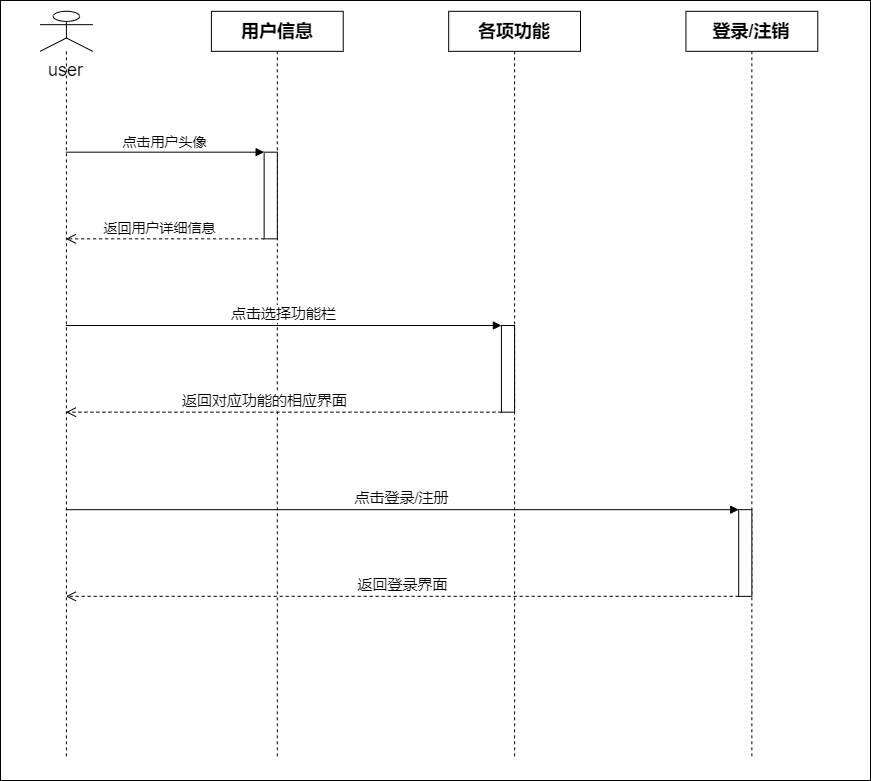 用户信息
各项功能
登录/注销
user
点击用户头像
返回用户详细信息
点击选择功能栏
返回对应功能的相应界面
点击登录/注册
返回登录界面